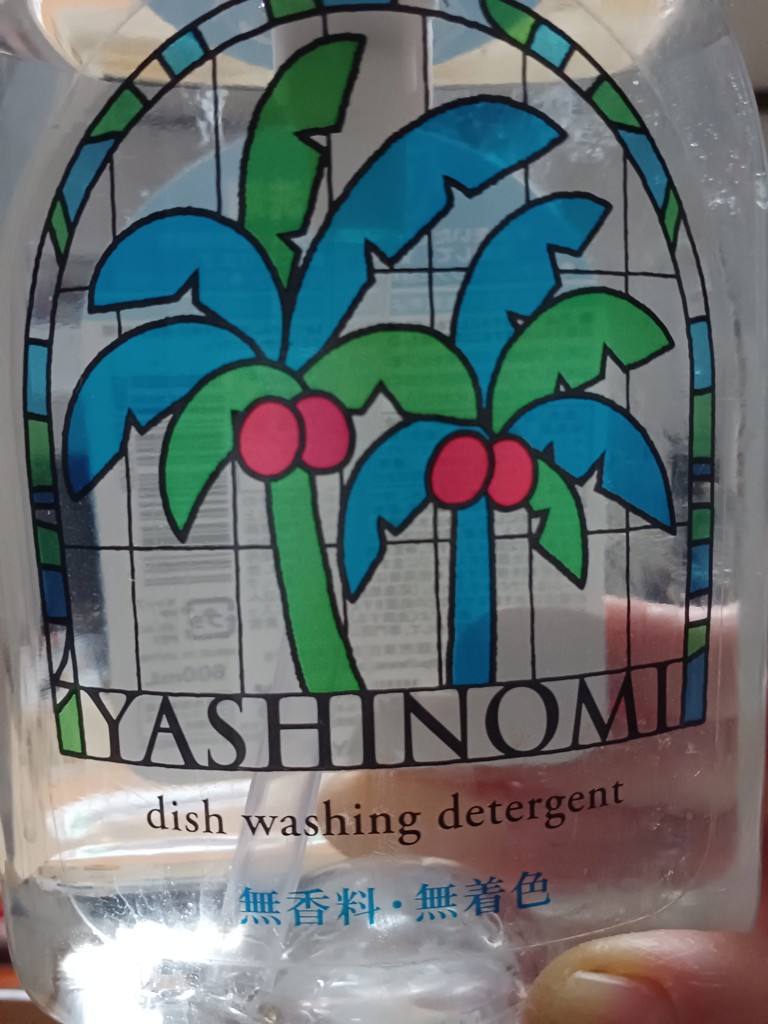 YASHINOMI
dish washing detergent
無香料・無着色